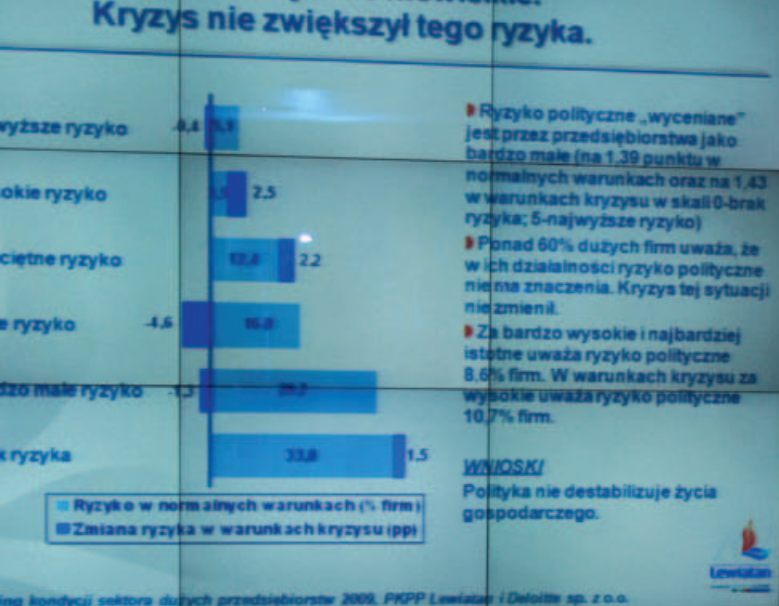 Kryzys nie zwiększył tego ryzyka.
wyższe ryzyko
-0,4
okie ryzyko
2,5
ciętne ryzyko
12,4
2,2
e ryzyko
-4,6
dzo małe ryzyko
k ryzyka
33,8
1,5
Ryzyko w normalnych warunkach (% firm)
Zmiana ryzyka w warunkach kryzysu (pp)
Ryzyko polityczne „wyceniane”
jest przez przedsiębiorstwa jako
bardzo małe (na 1,39 punktu w
normalnych warunkach oraz na 1,43
w warunkach kryzysu w skali 0-brak
ryzyka; 5-najwyższe ryzyko)
Ponad 60% dużych firm uważa, że
w ich działalności ryzyko polityczne
nie ma znaczenia. Kryzys tej sytuacji
nie zmienił.
Za bardzo wysokie i najbardziej
istotne uważa ryzyko polityczne
8,6% firm. W warunkach kryzysu za
wysokie uważa ryzyko polityczne
10,7% firm.
WNIOSKI
Polityka nie destabilizuje życia
gospodarczego.
Lewiatan
ing kondycji sektora dużych przedsiębiorstw 2009, PKPP Lewiatan i Deloitte sp. z o.o.